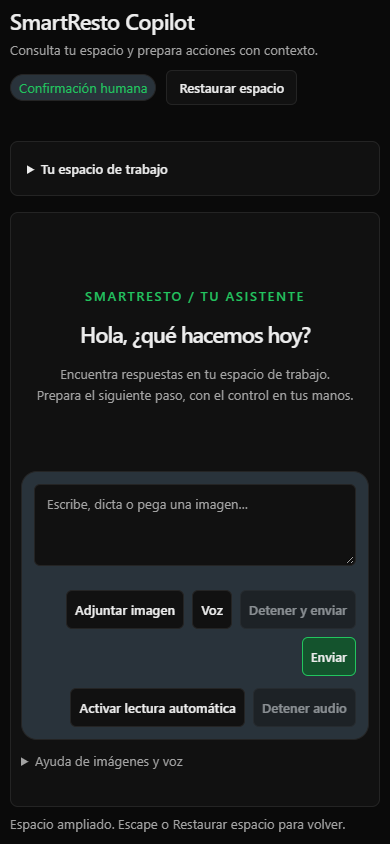 SmartResto Copilot
Consulta tu espacio y prepara acciones con contexto.
Confirmación humana
Restaurar espacio
Tu espacio de trabajo
SMARTRESTO / TU ASISTENTE
Hola, ¿qué hacemos hoy?
Encuentra respuestas en tu espacio de trabajo.
Prepara el siguiente paso, con el control en tus manos.
Escribe, dicta o pega una imagen...
Adjuntar imagen
Voz
Detener y enviar
Enviar
Activar lectura automática
Detener audio
Ayuda de imágenes y voz
Espacio ampliado. Escape o Restaurar espacio para volver.